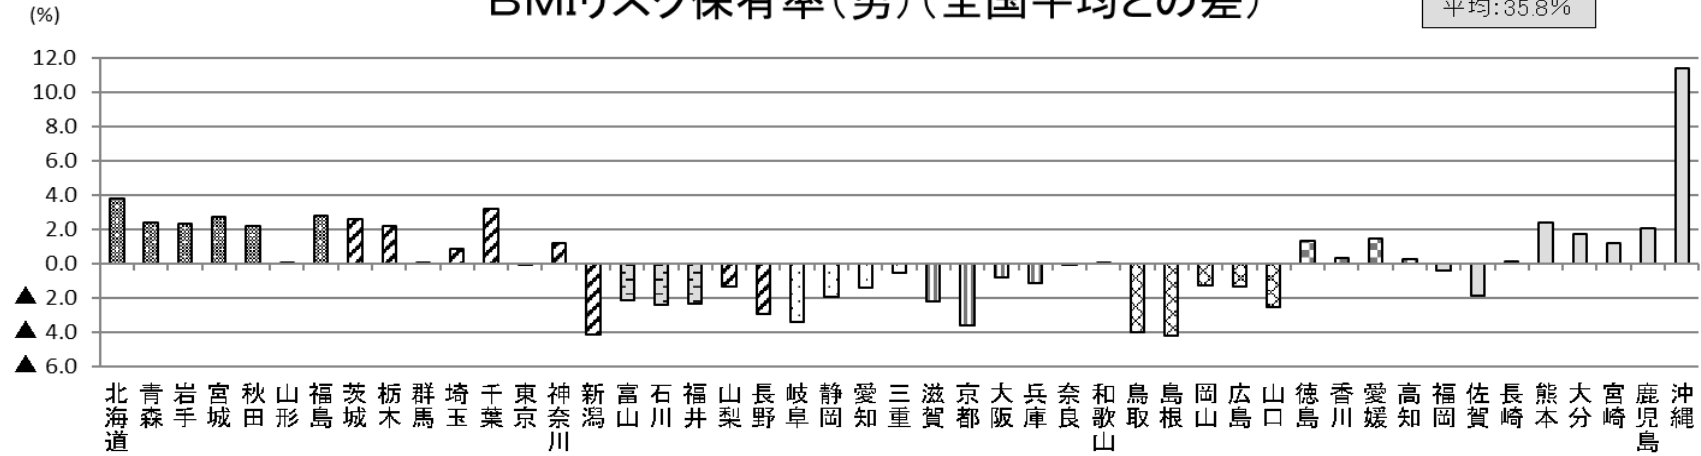 BMIリスク保有率(男)(全国平均との差)
平均:35.8%
(%)
12.0
10.0
8.0
6.0
4.0
2.0
0.0
▲ 2.0
▲ 4.0
▲ 6.0
北海道
青森
岩手
宮城
秋田
山形
福島
茨城
栃木
群馬
埼玉
千葉
東京
神奈川
新潟
富山
石川
福井
山梨
長野
岐阜
静岡
愛知
三重
滋賀
京都
大阪
兵庫
奈良
和歌山
鳥取
島根
岡山
広島
山口
徳島
香川
愛媛
高知
福岡
佐賀
長崎
熊本
大分
宮崎
鹿児島
沖縄